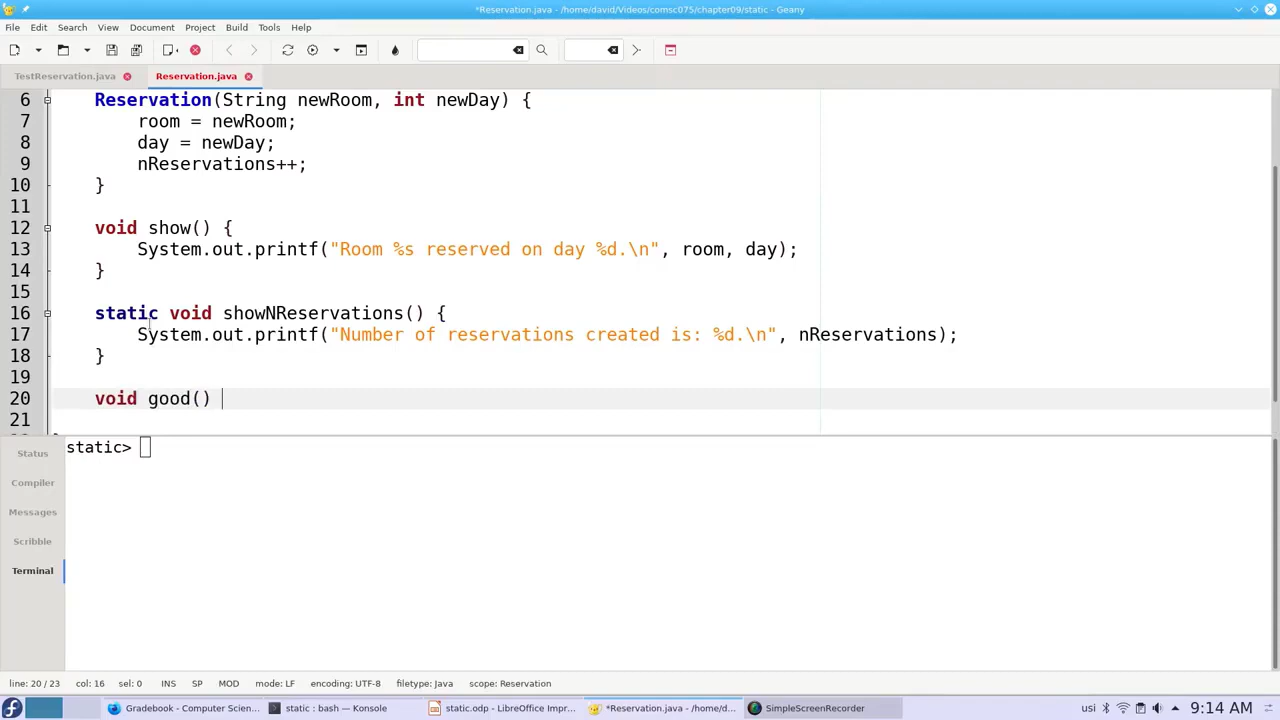 *Reservation.java - /home/david/Videos/comsc075/chapter09/static - Geany
File Edit Search View Document Project Build Tools Help
TestReservation.java Reservation.java
6 Reservation(String newRoom, int newDay) {
7 room = newRoom;
8 day = newDay;
9 nReservations++;
10 }
11
12 void show() {
13 System.out.printf("Room %s reserved on day %d.\n", room, day);
14 }
15
16 static void showNReservations() {
17 System.out.printf("Number of reservations created is: %d.\n", nReservations);
18 }
19
20 void good()
21
Status
Compiler
Messages
Scribble
Terminal
static>
line: 20 / 23 col: 16 sel: 0 INS SP MOD mode: LF encoding: UTF-8 filetype: Java scope: Reservation
Gradebook - Computer Scien... static : bash — Konsole static.odp - LibreOffice Impr... *Reservation.java - /home/d... SimpleScreenRecorder usi 9:14 AM